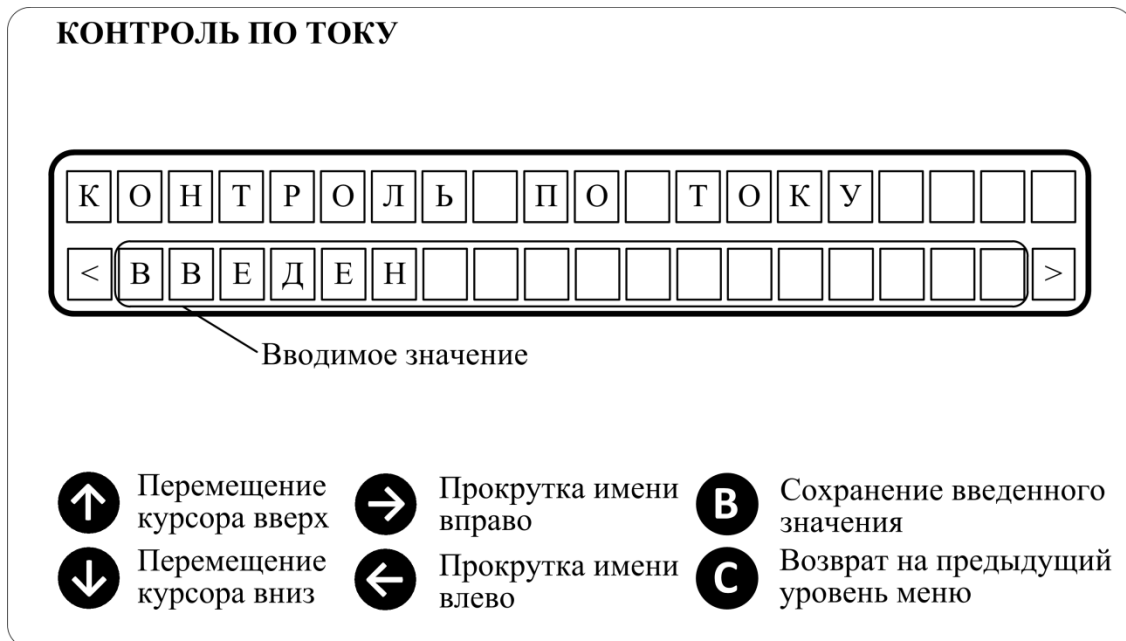 КОНТРОЛЬ ПО ТОКУ
КОНТРОЛЬ ПО ТОКУ
<ВВЕДЕН >
Вводимое значение
↑ Перемещение курсора вверх
→ Прокрутка имени вправо
B Сохранение введенного значения
↓ Перемещение курсора вниз
← Прокрутка имени влево
C Возврат на предыдущий уровень меню